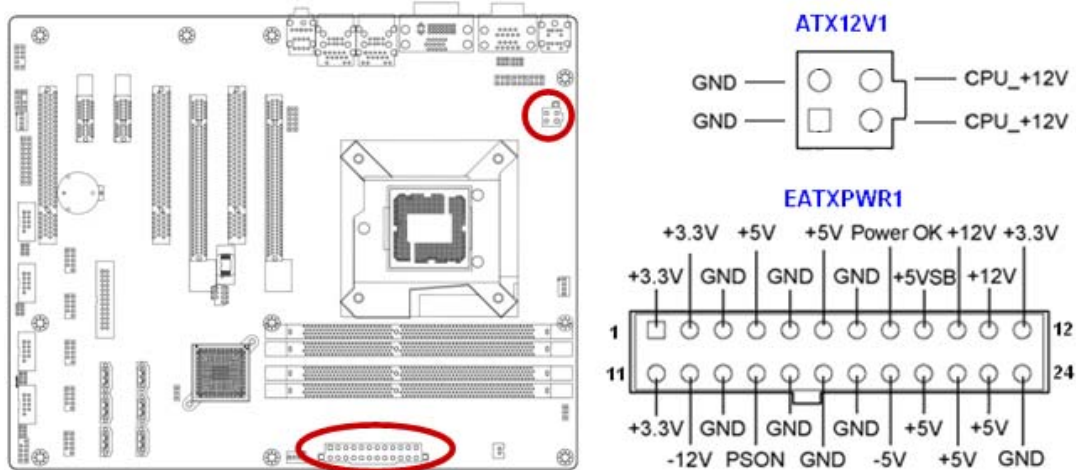 ATX12V1
GND CPU_+12V
GND CPU_+12V
EATXPWR1
+3.3V +5V +5V Power OK +12V +3.3V
+3.3V GND GND GND +5VSB +12V
1 12
11 24
+3.3V GND GND GND +5V +5V
-12V PSON GND -5V +5V GND